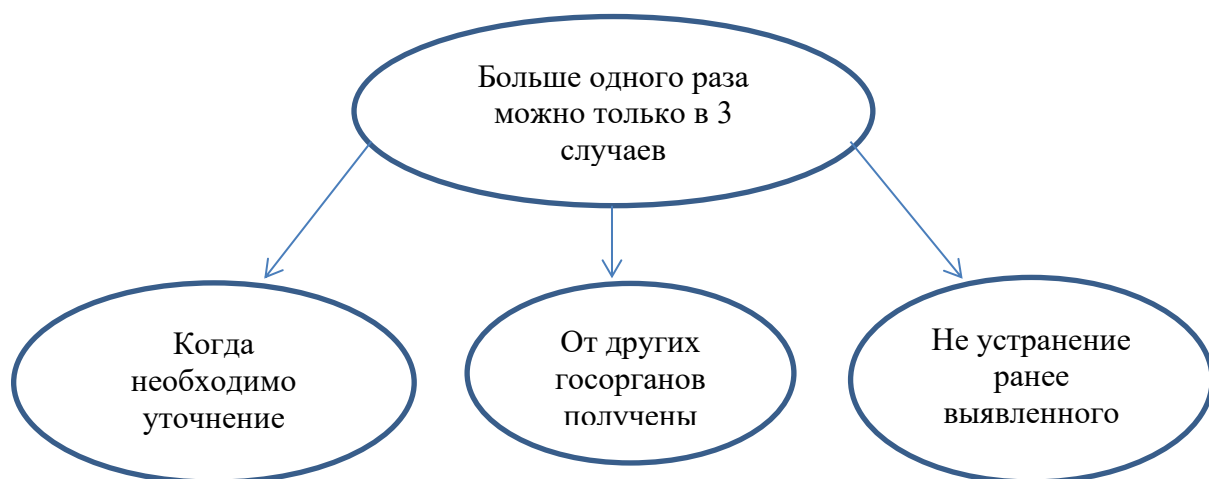 Больше одного раза
можно только в 3
случаев
Когда
необходимо
уточнение
От других
госорганов
получены
Не устранение
ранее
выявленного